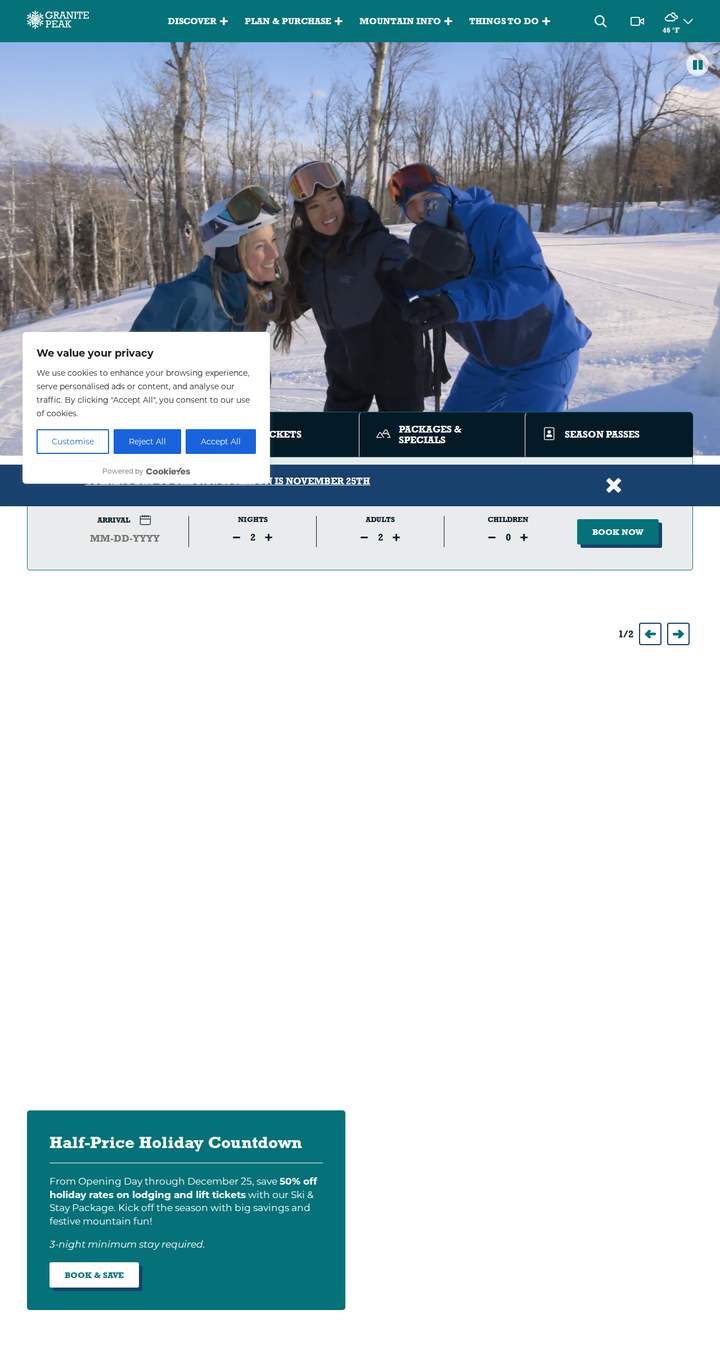 GRANITE
PEAK
DISCOVER
PLAN & PURCHASE
MOUNTAIN INFO
THINGS TO DO
46 °F
We value your privacy
We use cookies to enhance your browsing experience,
serve personalised ads or content, and analyse our
traffic. By clicking "Accept All", you consent to our use
of cookies.
Customise
Reject All
Accept All
Powered by CookieYes
PACKAGES &
SPECIALS
SEASON PASSES
IS NOVEMBER 25TH
ARRIVAL
MM-DD-YYYY
NIGHTS
2
ADULTS
2
CHILDREN
0
BOOK NOW
1/2
Half-Price Holiday Countdown
From Opening Day through December 25, save 50% off
holiday rates on lodging and lift tickets with our Ski &
Stay Package. Kick off the season with big savings and
festive mountain fun!
3-night minimum stay required.
BOOK & SAVE